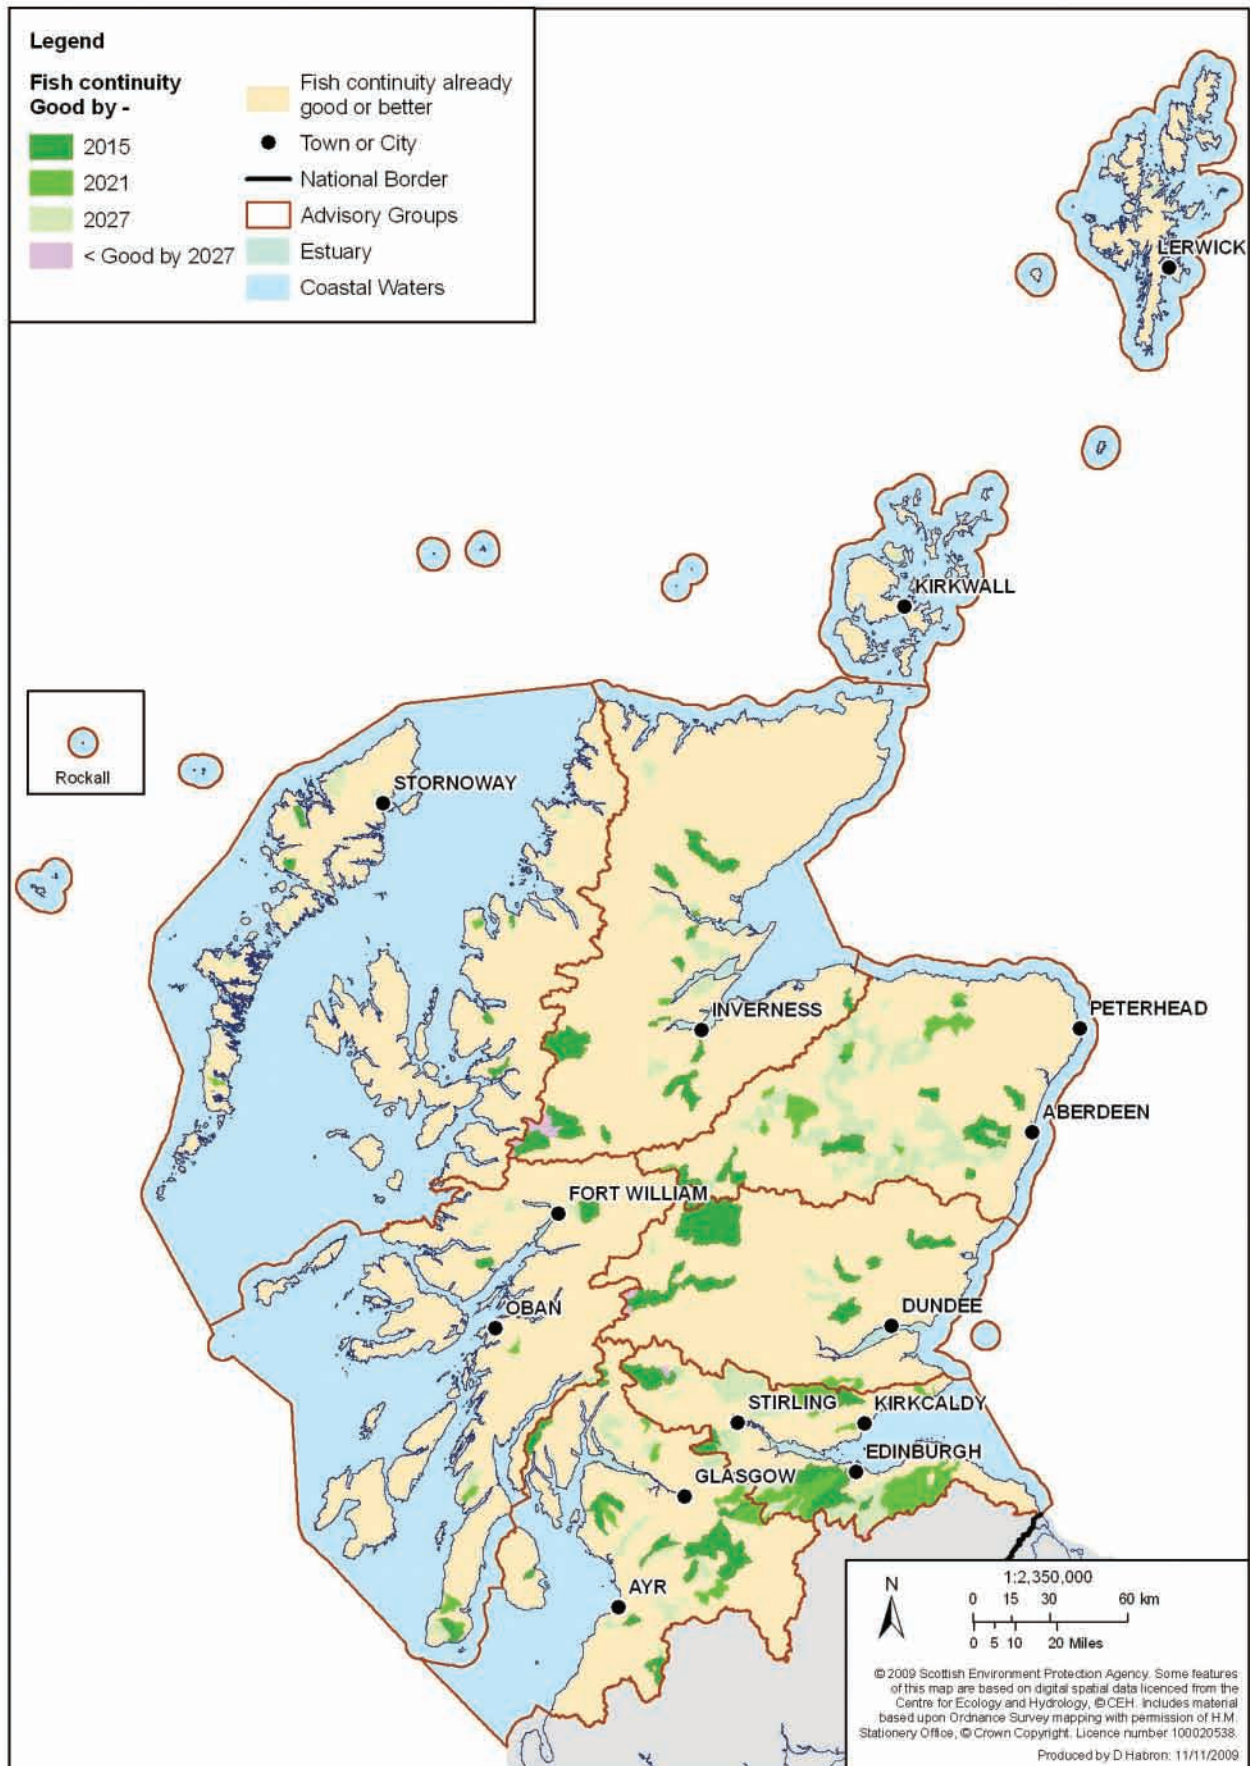 Legend
Fish continuity
Good by -
2015
2021
2027
< Good by 2027
Fish continuity already
good or better
Town or City
National Border
Advisory Groups
Estuary
Coastal Waters
LERWICK
KIRKWALL
Rockall
STORNOWAY
INVERNESS
PETERHEAD
ABERDEEN
FORT WILLIAM
OBAN
DUNDEE
STIRLING
KIRKCALDY
EDINBURGH
GLASGOW
AYR
N
1:2,350,000
0 15 30 60 km
0 5 10 20 Miles
© 2009 Scottish Environment Protection Agency. Some features
of this map are based on digital spatial data licenced from the
Centre for Ecology and Hydrology, © CEH. Includes material
based upon Ordnance Survey mapping with permission of H.M.
Stationery Office, © Crown Copyright. Licence number 100020538.
Produced by D Habron: 11/11/2009